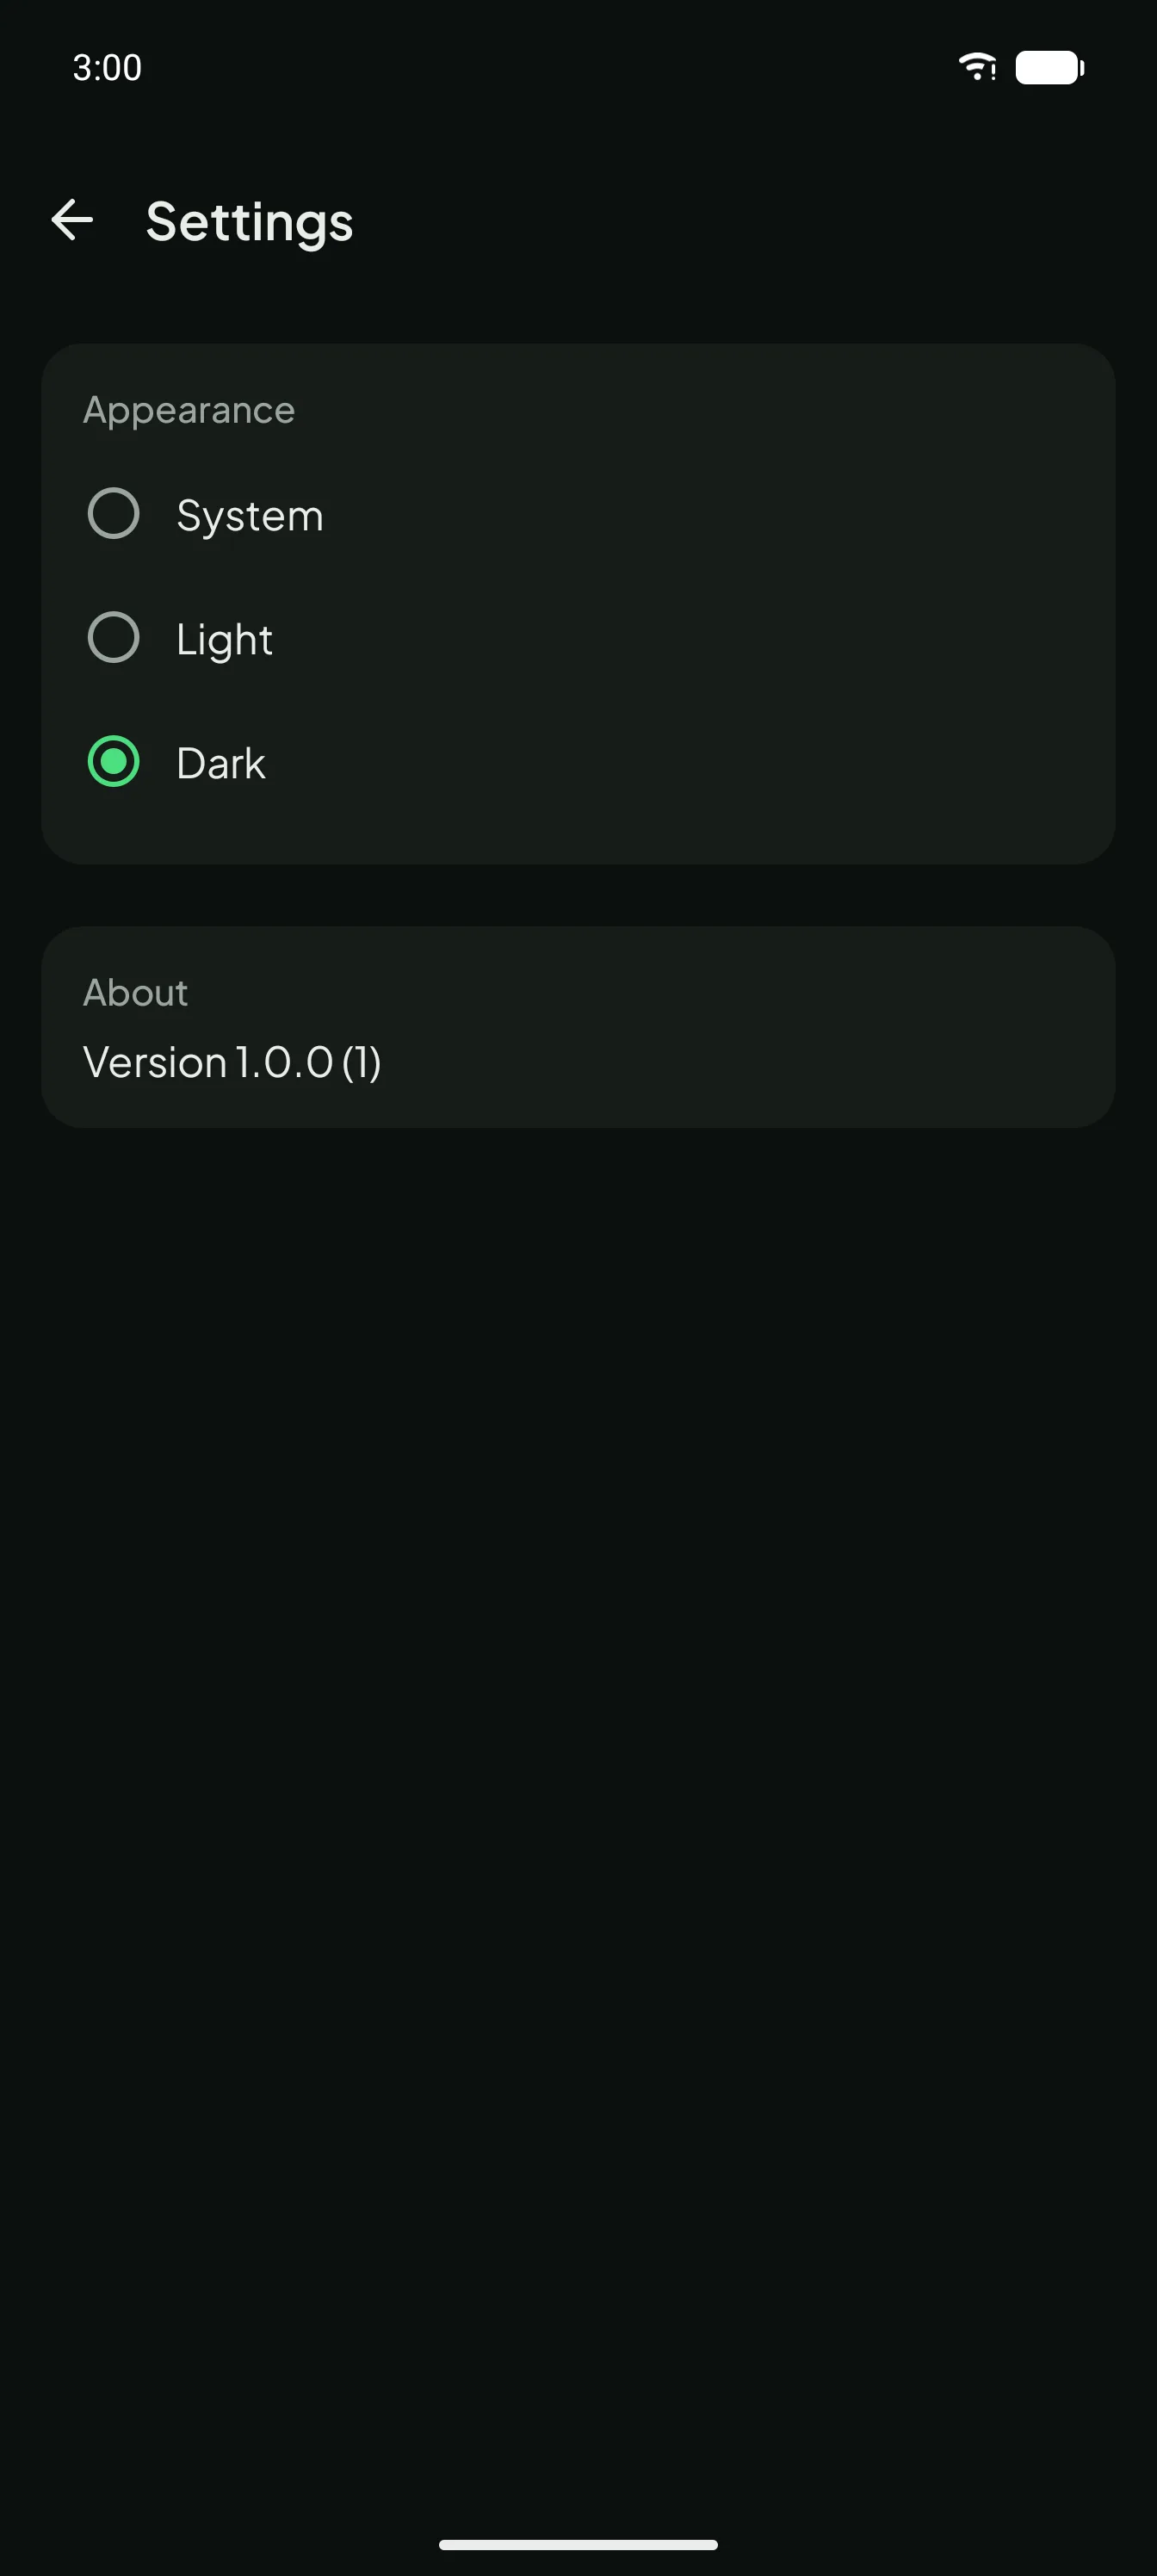 3:00
Settings
Appearance
System
Light
Dark
About
Version 1.0.0 (1)